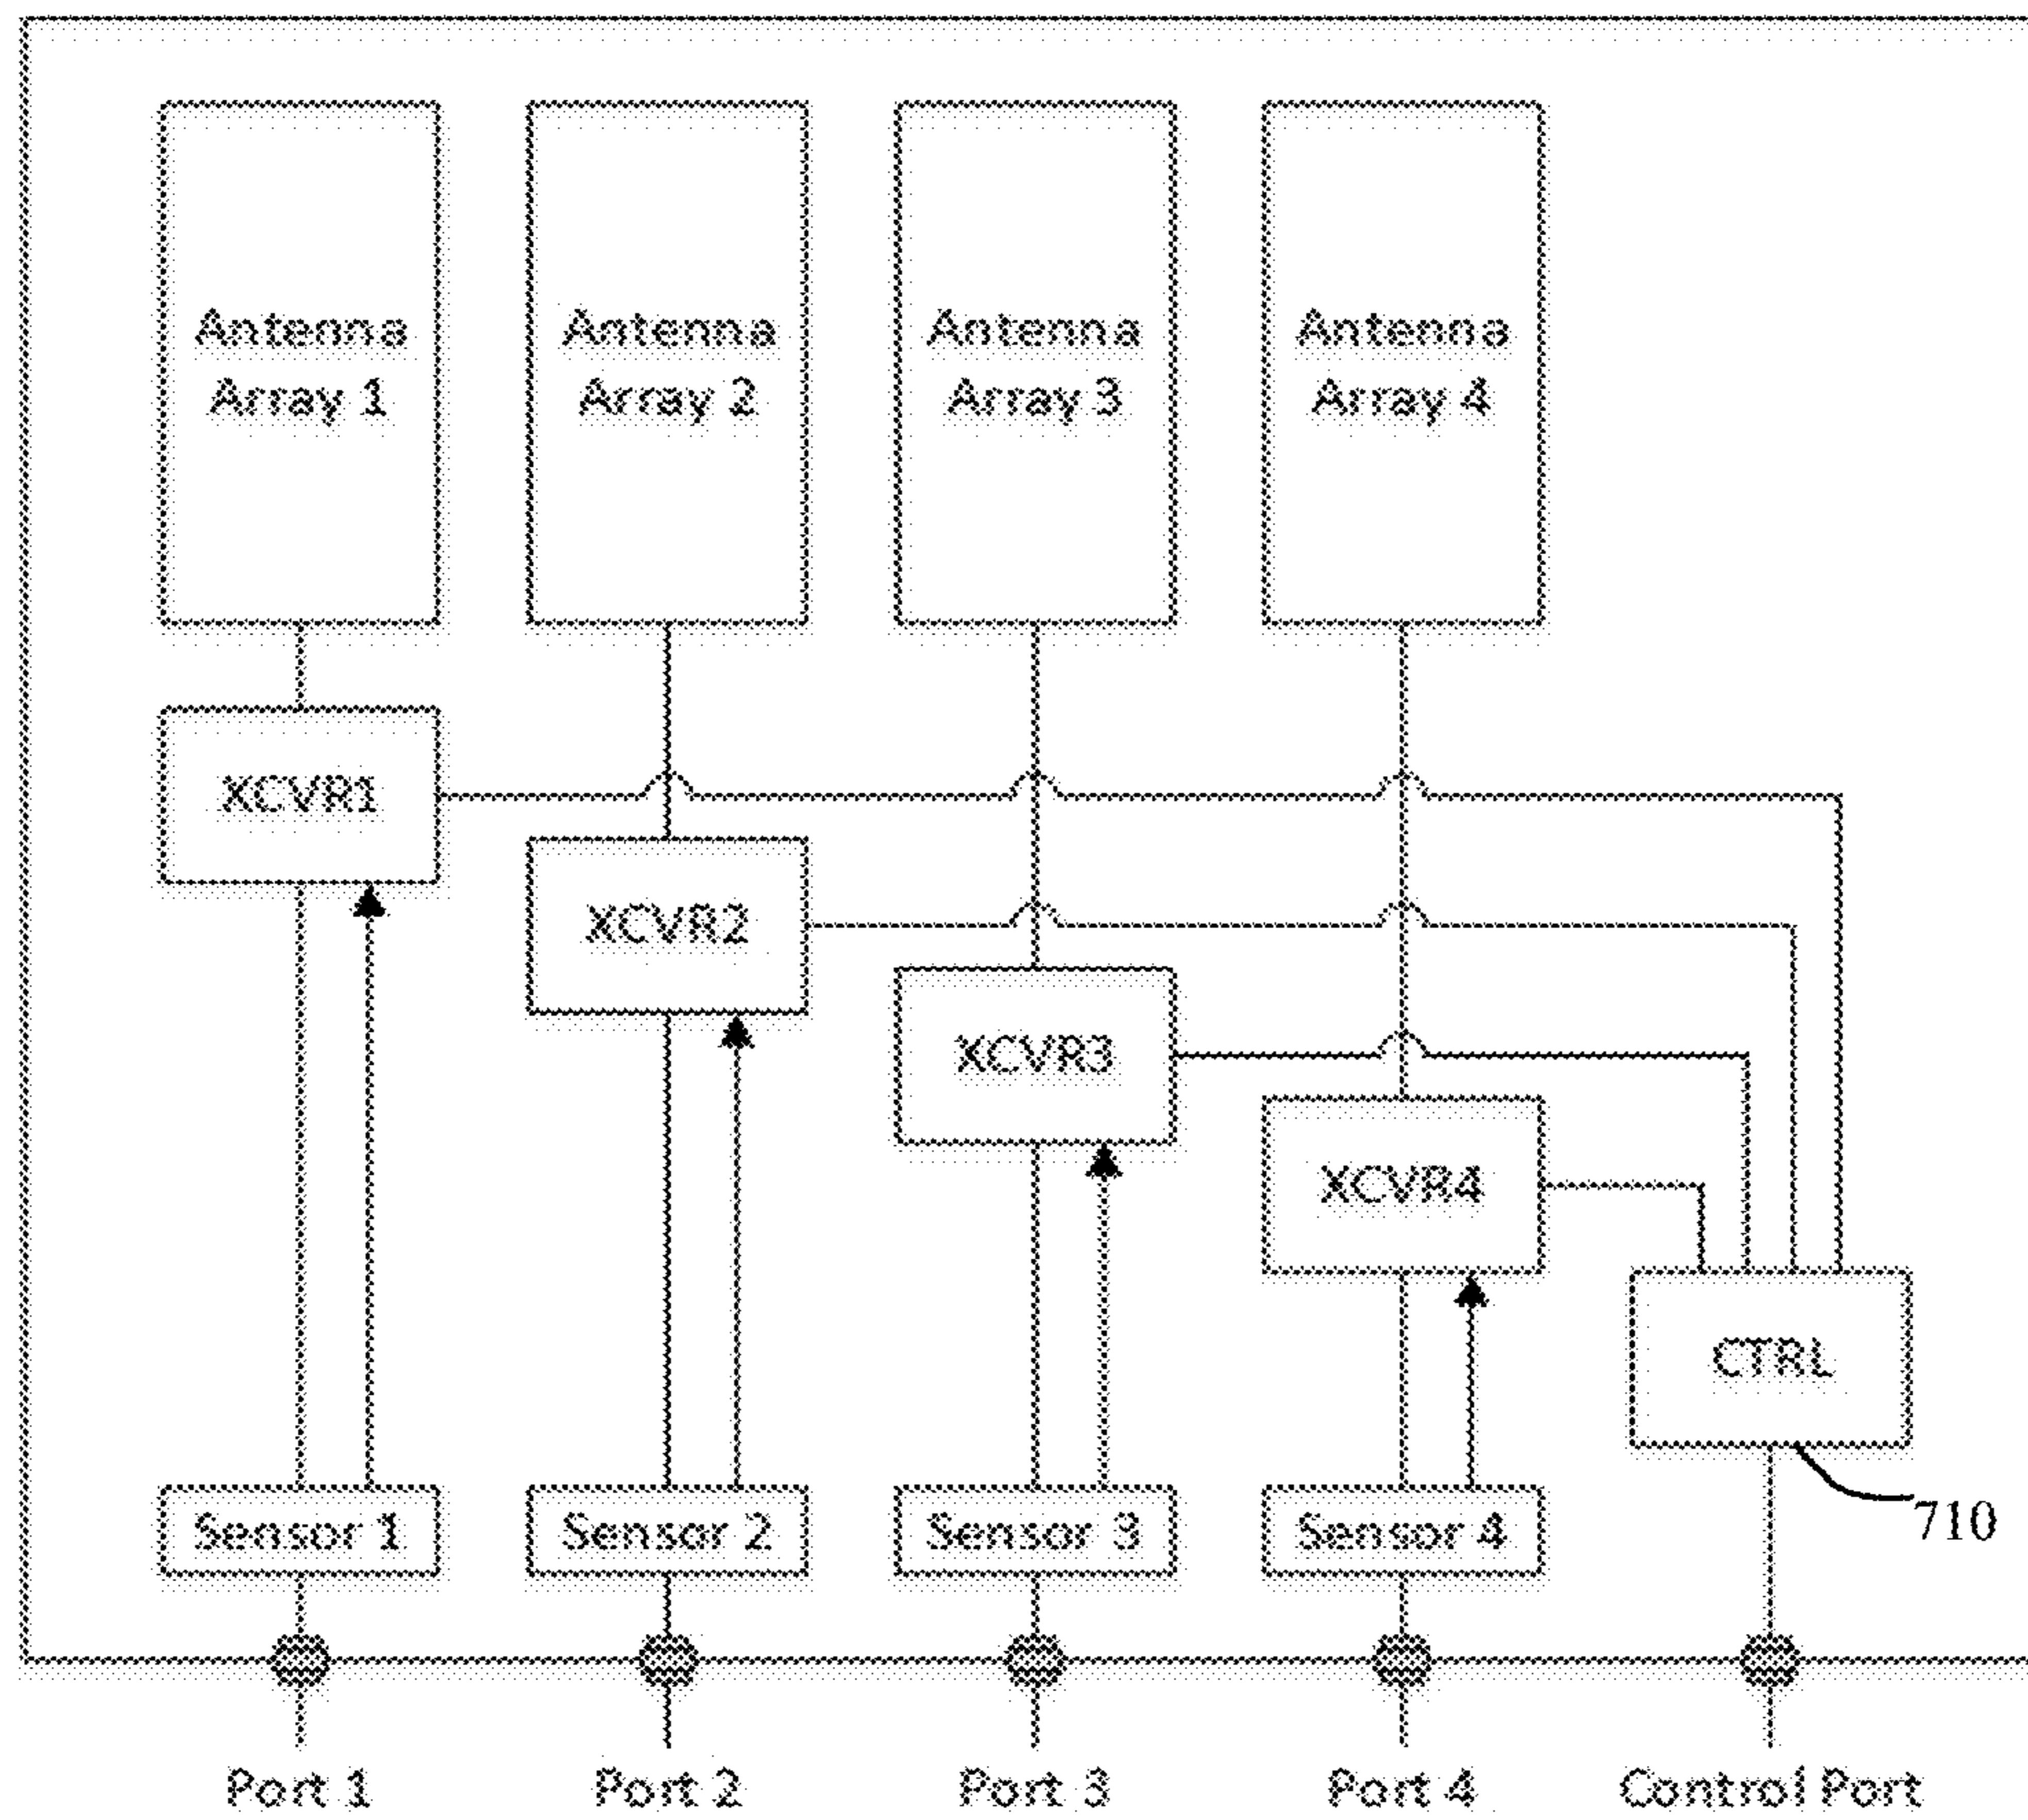 Antenna
Array 1
Antenna
Array 2
Antenna
Array 3
Antenna
Array 4
XCVR1
XCVR2
XCVR3
XCVR4
CTRL
710
Sensor 1
Sensor 2
Sensor 3
Sensor 4
Port 1
Port 2
Port 3
Port 4
Control Port